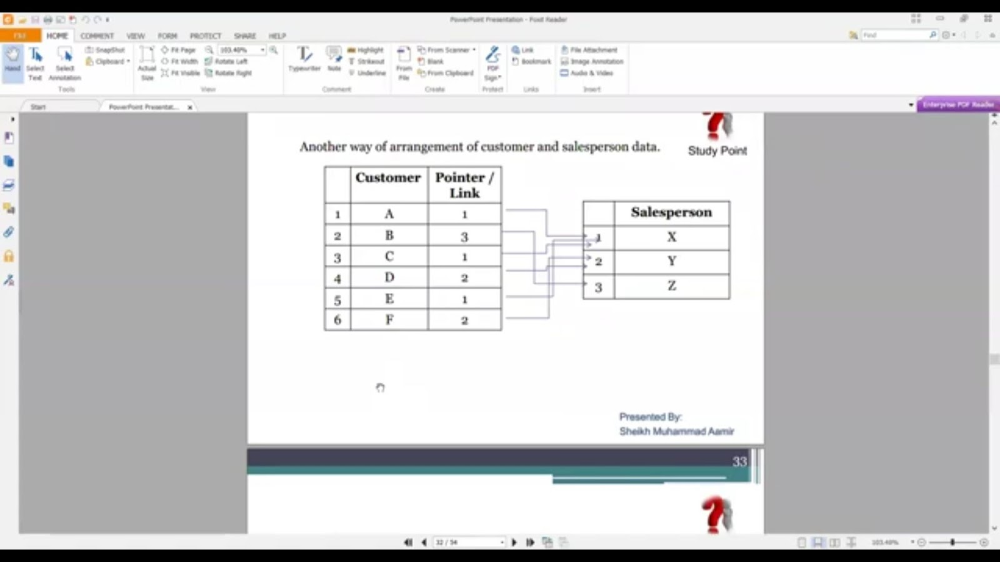 PowerPoint Presentation - Foxit Reader
FILE HOME COMMENT VIEW FORM PROTECT SHARE HELP
Find
Hand
Select Text
Select Annotation
SnapShot
Clipboard
Tools
Actual Size
Fit Page
Fit Width
Fit Visible
103.40%
Rotate Left
Rotate Right
View
Typewriter
Note
Highlight
Strikeout
Underline
Comment
From File
From Scanner
Blank
From Clipboard
Create
PDF Sign
Protect
Link
Bookmark
Links
File Attachment
Image Annotation
Audio & Video
Insert
Start
PowerPoint Presentat...
Enterprise PDF Reader
Study Point
Another way of arrangement of customer and salesperson data.
Customer Pointer / Link
1 A 1
2 B 3
3 C 1
4 D 2
5 E 1
6 F 2
Salesperson
1 X
2 Y
3 Z
Presented By:
Sheikh Muhammad Aamir
33
32 / 54
103.40%